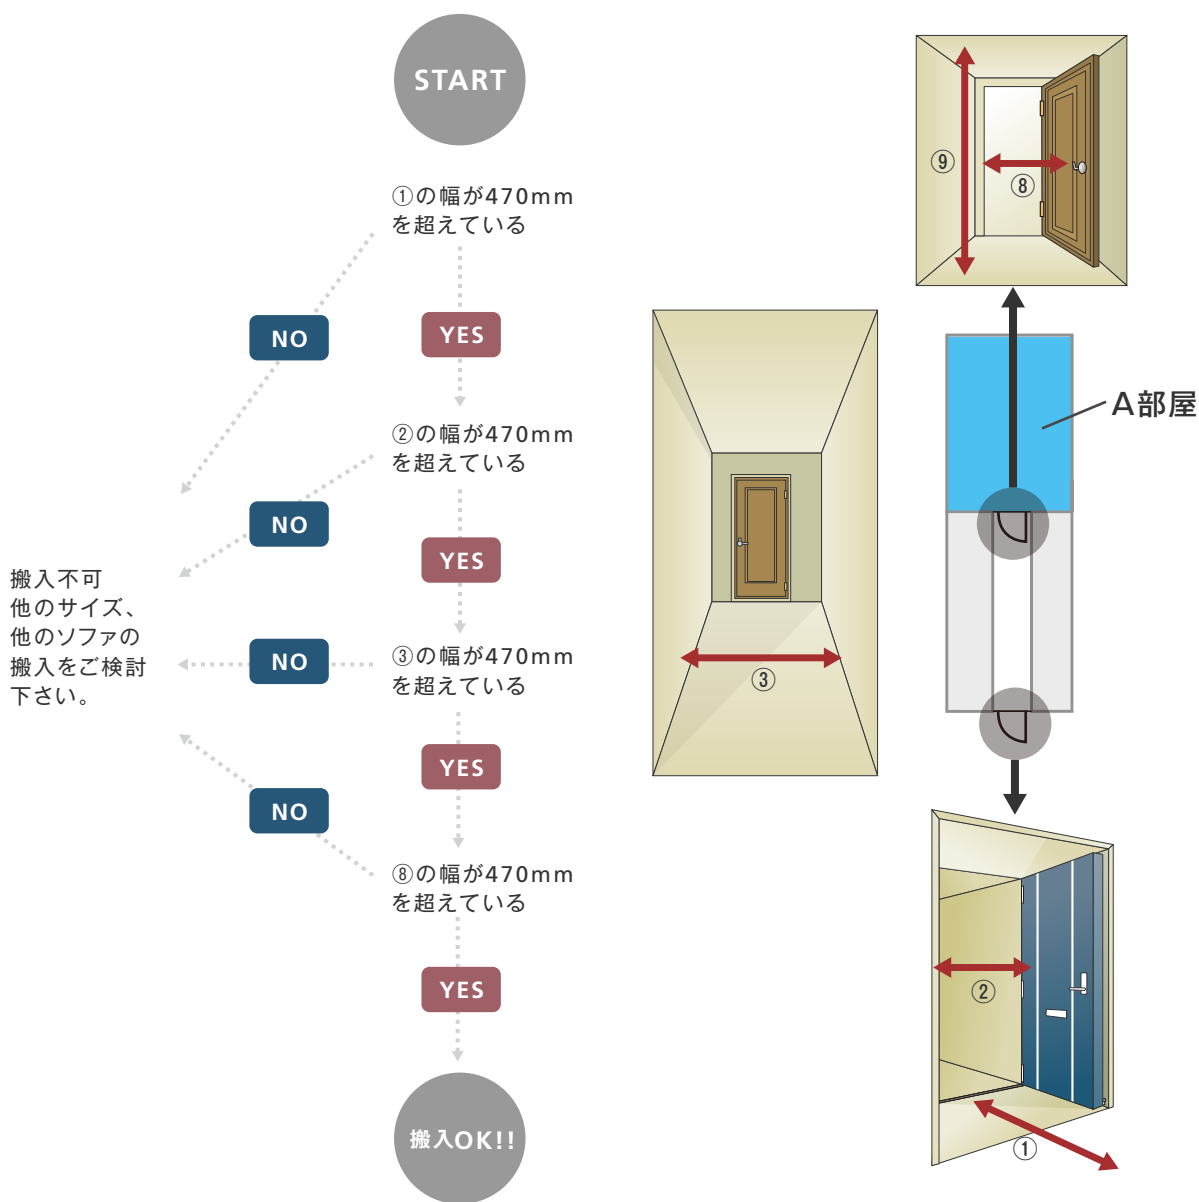 START
①の幅が470mm
を超えている
NO
YES
②の幅が470mm
を超えている
NO
YES
搬入不可
他のサイズ、
他のソファの
搬入をご検討
下さい。
③の幅が470mm
を超えている
NO
YES
⑧の幅が470mm
を超えている
NO
YES
搬入OK!!
③
⑨
⑧
A部屋
②
①